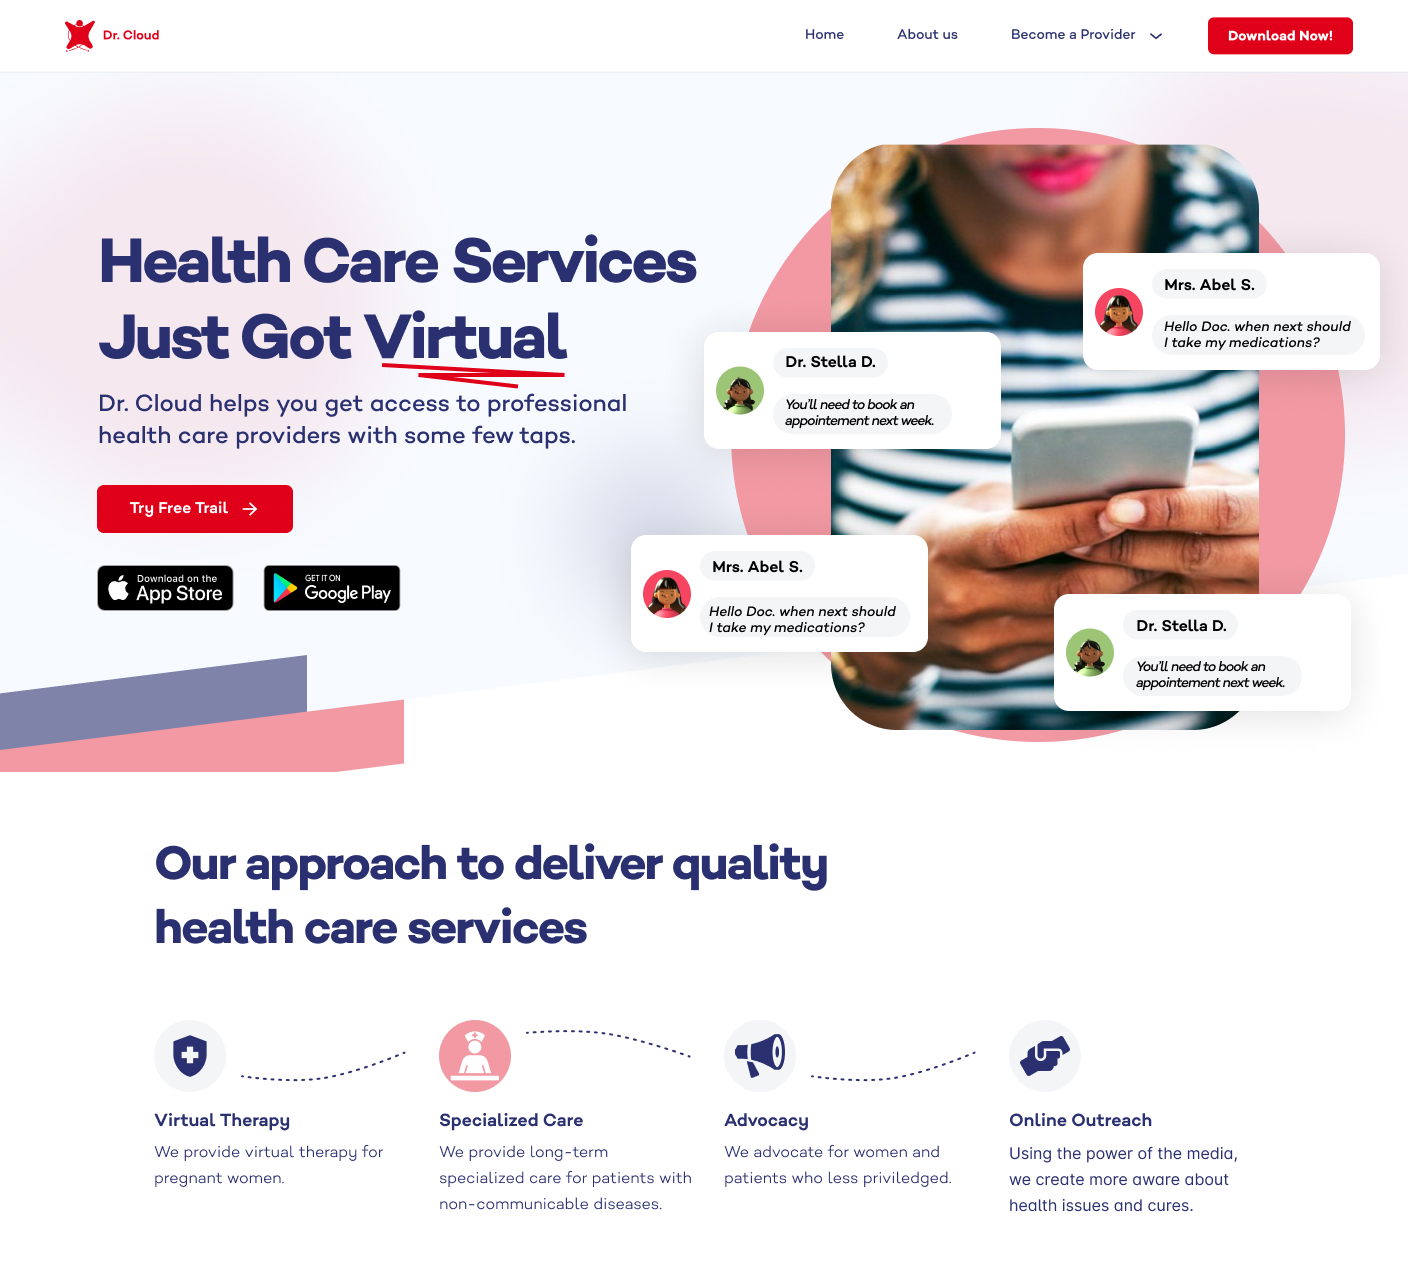 Dr. Cloud
Home
About us
Become a Provider
Download Now!
Health Care Services
Just Got Virtual
Dr. Cloud helps you get access to professional
health care providers with some few taps.
Try Free Trail
Download on the
App Store
GET IT ON
Google Play
Mrs. Abel S.
Hello Doc. when next should
I take my medications?
Dr. Stella D.
You'll need to book an
appointement next week.
Mrs. Abel S.
Hello Doc. when next should
I take my medications?
Dr. Stella D.
You'll need to book an
appointement next week.
Our approach to deliver quality
health care services
Virtual Therapy
We provide virtual therapy for
pregnant women.
Specialized Care
We provide long-term
specialized care for patients with
non-communicable diseases.
Advocacy
We advocate for women and
patients who less priviledged.
Online Outreach
Using the power of the media,
we create more aware about
health issues and cures.